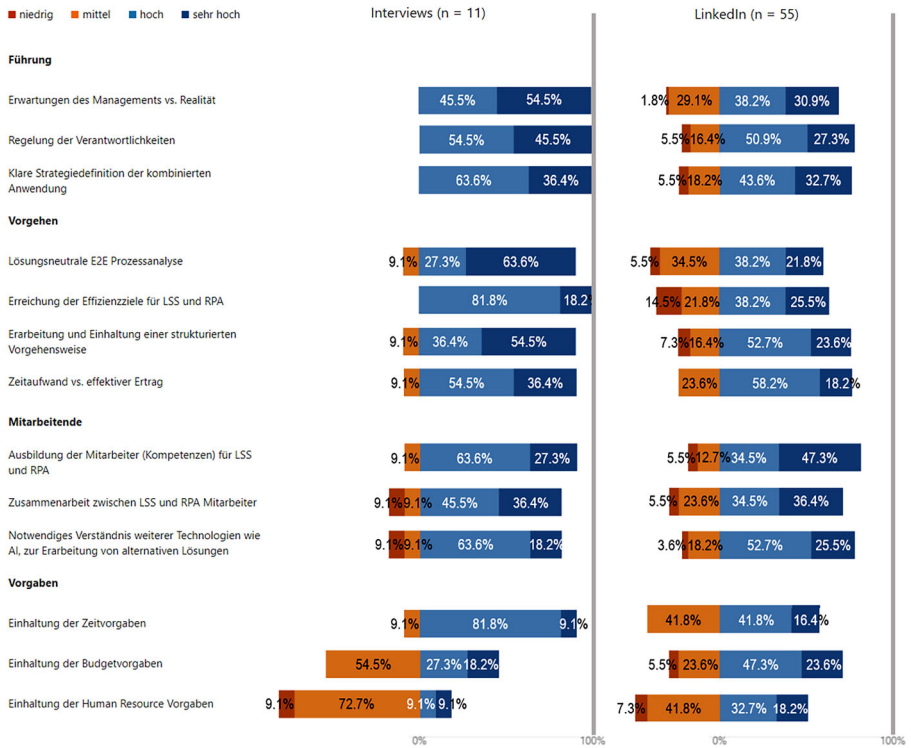 niedrig mittel hoch sehr hoch Interviews (n = 11) LinkedIn (n = 55)
Führung
Erwartungen des Managements vs. Realität 45.5% 54.5% 1.8% 29.1% 38.2% 30.9%
Regelung der Verantwortlichkeiten 54.5% 45.5% 5.5% 16.4% 50.9% 27.3%
Klare Strategiedefinition der kombinierten
Anwendung 63.6% 36.4% 5.5% 18.2% 43.6% 32.7%
Vorgehen
Lösungsneutrale E2E Prozessanalyse 9.1% 27.3% 63.6% 5.5% 34.5% 38.2% 21.8%
Erreichung der Effizienzziele für LSS und RPA 81.8% 18.2 14.5% 21.8% 38.2% 25.5%
Erarbeitung und Einhaltung einer strukturierten
Vorgehensweise 9.1% 36.4% 54.5% 7.3% 16.4% 52.7% 23.6%
Zeitaufwand vs. effektiver Ertrag 9.1% 54.5% 36.4% 23.6% 58.2% 18.2%
Mitarbeitende
Ausbildung der Mitarbeiter (Kompetenzen) für LSS
und RPA 9.1% 63.6% 27.3% 5.5% 12.7% 34.5% 47.3%
Zusammenarbeit zwischen LSS und RPA Mitarbeiter 9.1% 9.1% 45.5% 36.4% 5.5% 23.6% 34.5% 36.4%
Notwendiges Verständnis weiterer Technologien wie
AI, zur Erarbeitung von alternativen Lösungen 9.1% 9.1% 63.6% 18.2% 3.6% 18.2% 52.7% 25.5%
Vorgaben
Einhaltung der Zeitvorgaben 9.1% 81.8% 9.1% 41.8% 41.8% 16.4%
Einhaltung der Budgetvorgaben 54.5% 27.3% 18.2% 5.5% 23.6% 47.3% 23.6%
Einhaltung der Human Resource Vorgaben 9.1% 72.7% 9.1% 9.1% 7.3% 41.8% 32.7% 18.2%
0% 100% 0% 100%